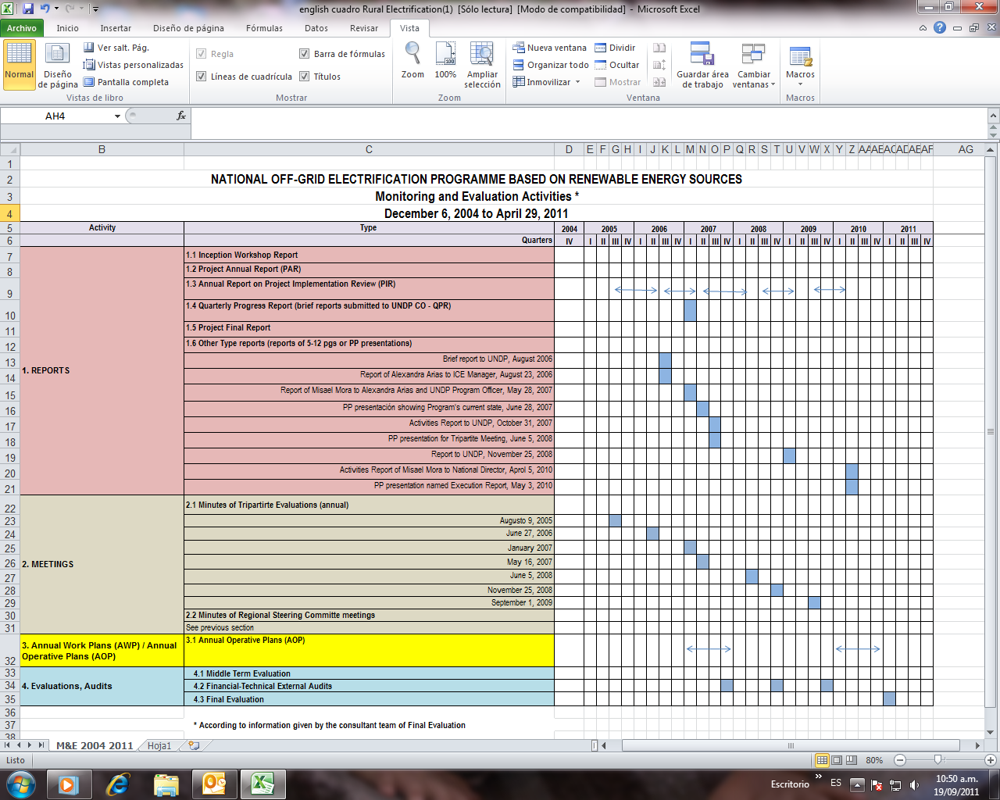 english cuadro Rural Electrification(1)  [Sólo lectura]  [Modo de compatibilidad]  -  Microsoft Excel
Archivo Inicio Insertar Diseño de página Fórmulas Datos Revisar Vista
Normal
Diseño de página
Ver salt. Pág.
Vistas personalizadas
Pantalla completa
Vistas de libro
Regla
Barra de fórmulas
Líneas de cuadrícula
Títulos
Mostrar
Zoom
100%
Ampliar selección
Zoom
Nueva ventana
Organizar todo
Inmovilizar
Dividir
Ocultar
Mostrar
Guardar área de trabajo
Cambiar ventanas
Ventana
Macros
Macros
AH4 fx
B C D E F G H I J K L M N O P Q R S T U V W X Y Z AA AB AC AD AE AF AG
1
2 NATIONAL OFF-GRID ELECTRIFICATION PROGRAMME BASED ON RENEWABLE ENERGY SOURCES
3 Monitoring and Evaluation Activities *
4 December 6, 2004 to April 29, 2011
5 Activity Type 2004 2005 2006 2007 2008 2009 2010 2011
6 Quarters IV I II III IV I II III IV I II III IV I II III IV I II III IV I II III IV I II III IV
7 1.1 Inception Workshop Report
8 1.2 Project Annual Report (PAR)
9 1.3 Annual Report on Project Implementation Review (PIR)
10 1.4 Quarterly Progress Report (brief reports submitted to UNDP CO - QPR)
11 1.5 Project Final Report
12 1.6 Other Type reports (reports of 5-12 pgs or PP presentations)
13 Brief report to UNDP, August 2006
1. REPORTS
14 Report of Alexandra Arias to ICE Manager, August 23, 2006
15 Report of Misael Mora to Alexandra Arias and UNDP Program Officer, May 28, 2007
16 PP presentación showing Program's current state, June 28, 2007
17 Activities Report to UNDP, October 31, 2007
18 PP presentation for Tripartite Meeting, June 5, 2008
19 Report to UNDP, November 25, 2008
20 Activities Report of Misael Mora to National Director, Aprol 5, 2010
21 PP presentation named Execution Report, May 3, 2010
22 2.1 Minutes of Tripartirte Evaluations (annual)
23 Augusto 9, 2005
24 June 27, 2006
25 January 2007
26 2. MEETINGS May 16, 2007
27 June 5, 2008
28 November 25, 2008
29 September 1, 2009
30 2.2 Minutes of Regional Steering Committe meetings
31 See previous section
32 3. Annual Work Plans (AWP) / Annual Operative Plans (AOP) 3.1 Annual Operative Plans (AOP)
33 4.1 Middle Term Evaluation
34 4. Evaluations, Audits 4.2 Financial-Technical External Audits
35 4.3 Final Evaluation
36
37 * According to information given by the consultant team of Final Evaluation
38
M&E 2004 2011 Hoja1
Listo 80%
Escritorio » ES 10:50 a.m.
19/09/2011